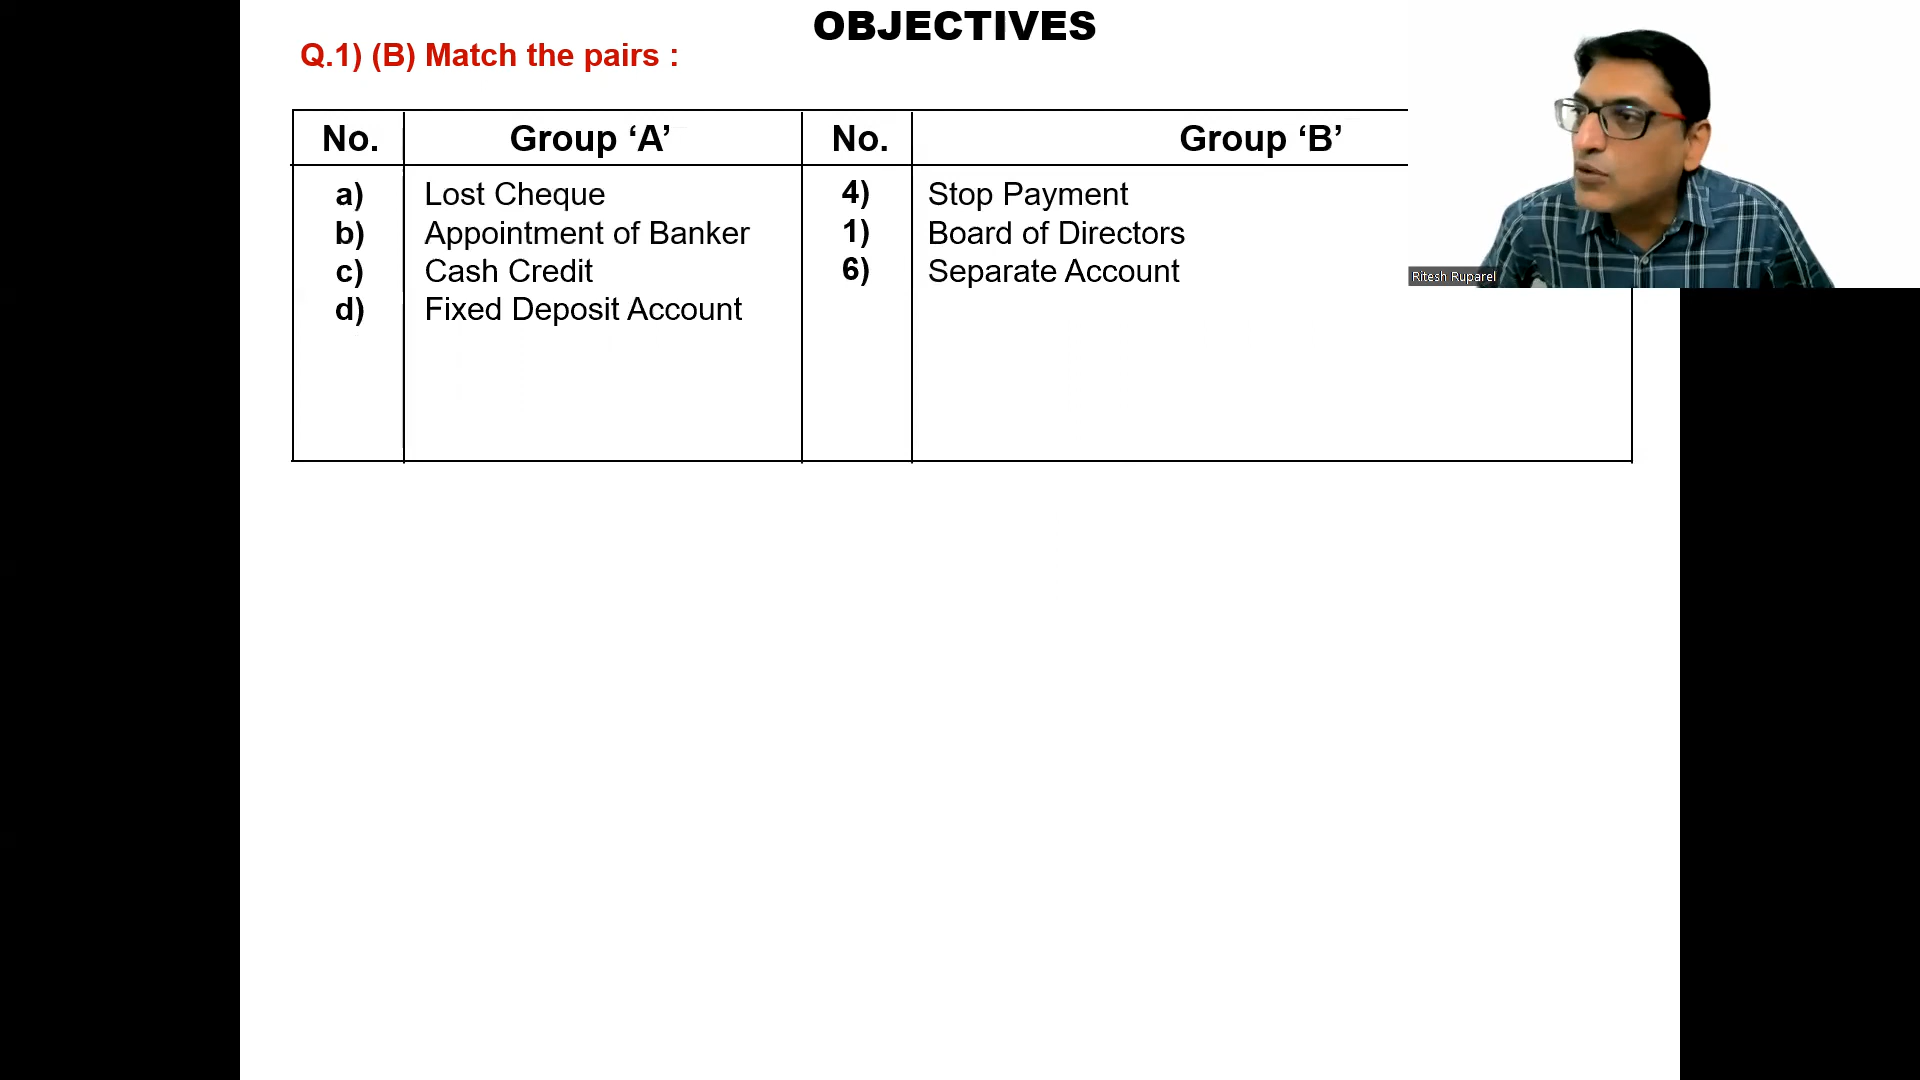 OBJECTIVES
Q.1) (B) Match the pairs :
No. Group ‘A’ No. Group ‘B’
a) Lost Cheque 4) Stop Payment
b) Appointment of Banker 1) Board of Directors
c) Cash Credit 6) Separate Account
d) Fixed Deposit Account
Ritesh Ruparel